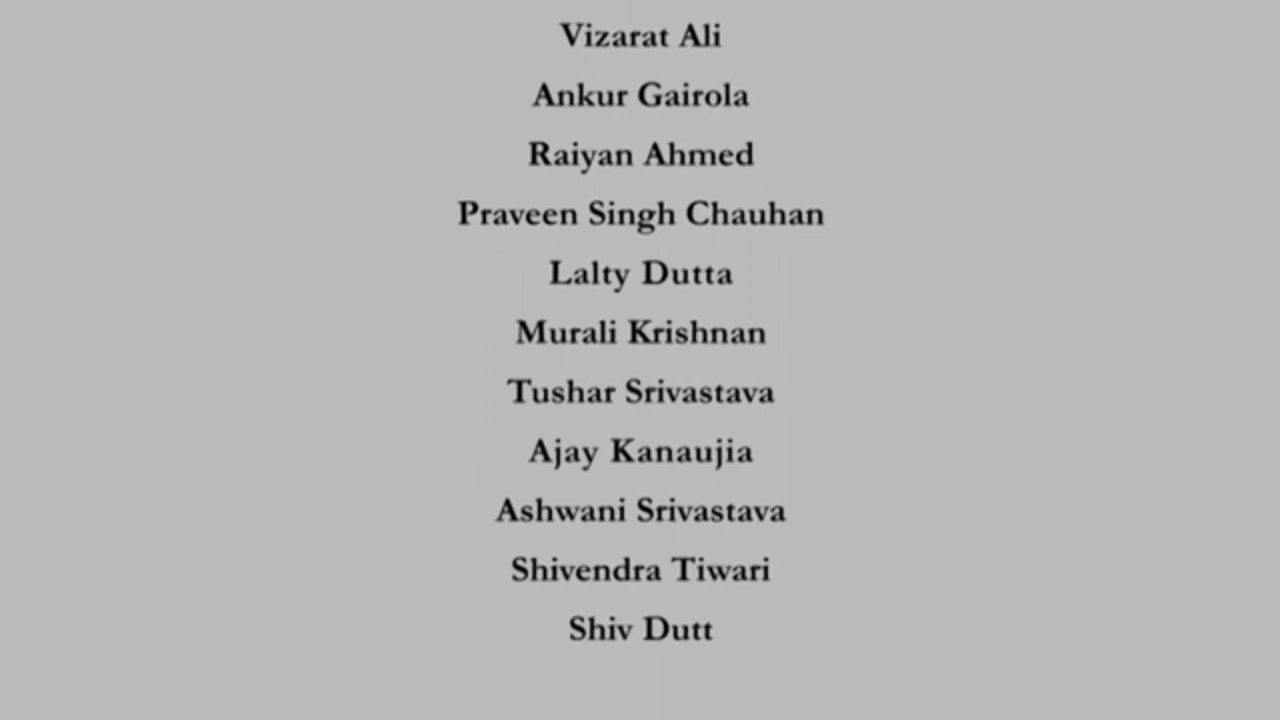 Vizarat Ali
Ankur Gairola
Raiyan Ahmed
Praveen Singh Chauhan
Lalty Dutta
Murali Krishnan
Tushar Srivastava
Ajay Kanaujia
Ashwani Srivastava
Shivendra Tiwari
Shiv Dutt